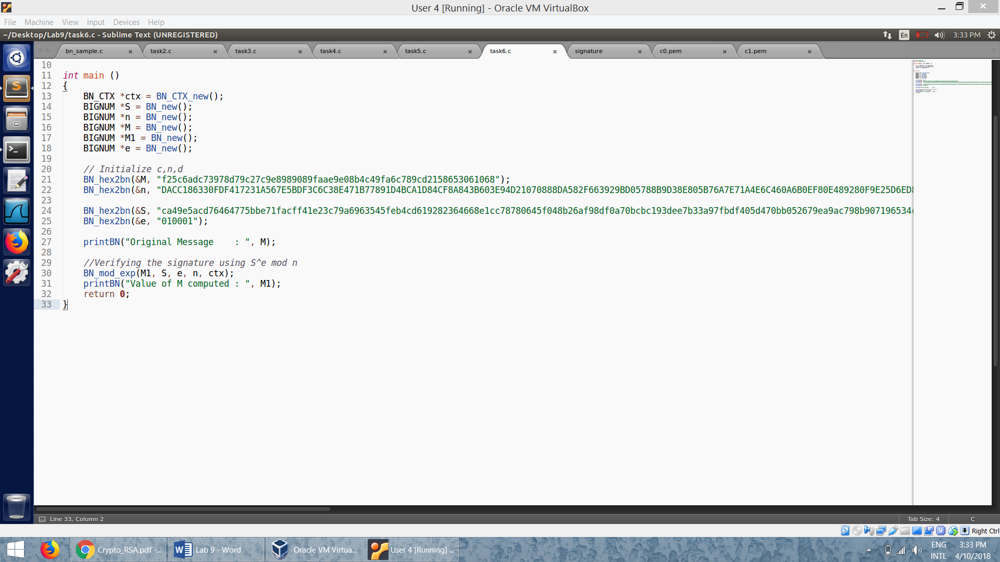 User 4 [Running] - Oracle VM VirtualBox
File Machine View Input Devices Help
~/Desktop/Lab9/task6.c - Sublime Text (UNREGISTERED)
En 3:33 PM
bn_sample.c task2.c task3.c task4.c task5.c task6.c signature c0.pem c1.pem
10
11 int main ()
12 {
13 BN_CTX *ctx = BN_CTX_new();
14 BIGNUM *S = BN_new();
15 BIGNUM *n = BN_new();
16 BIGNUM *M = BN_new();
17 BIGNUM *M1 = BN_new();
18 BIGNUM *e = BN_new();
19
20 // Initialize c,n,d
21 BN_hex2bn(&M, "f25c6adc73978d79c27c9e8989089faae9e08b4c49fa6c789cd2158653061068");
22 BN_hex2bn(&n, "DACC186330FDF417231A567E5BDF3C6C38E471B77891D4BCA1D84CF8A843B603E94D21070888DA582F663929BD05788B9D38E805B76A7E71A4E6C460A6B0EF80E489280F9E25D6ED
23
24 BN_hex2bn(&S, "ca49e5acd76464775bbe71facff41e23c79a6963545feb4cd619282364668e1cc78780645f048b26af98df0a70bcbc193dee7b33a97fbdf405d470bb052679ea9ac798b907196534
25 BN_hex2bn(&e, "010001");
26
27 printBN("Original Message    : ", M);
28
29 //Verifying the signature using S^e mod n
30 BN_mod_exp(M1, S, e, n, ctx);
31 printBN("Value of M computed : ", M1);
32 return 0;
33 }
Line 33, Column 2 Tab Size: 4 C
Right Ctrl
Crypto_RSA.pdf -... Lab 9 - Word Oracle VM Virtua... User 4 [Running] ...
ENG 3:33 PM
INTL 4/10/2018